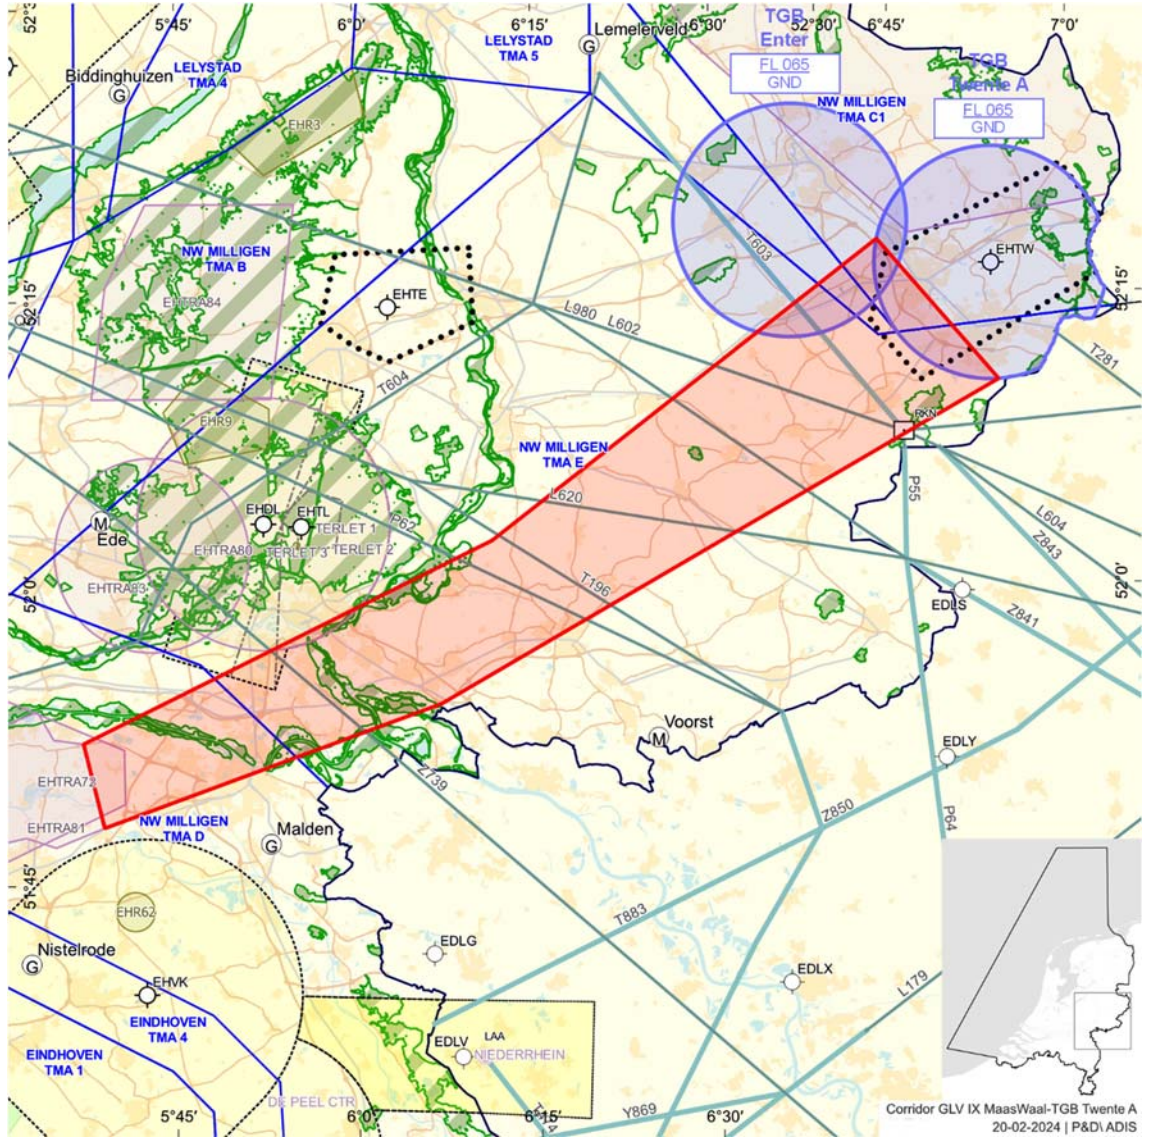 52°3
5°45'
6°0'
6°15'
Lemelerveld
6°30'
52°30'
6°45'
7°0'
TGB
Enter
FL 065
GND
TGB
Twente A
FL 065
GND
LELYSTAD
TMA 5
G
LELYSTAD
TMA 4
Biddinghuizen
G
NW MILLIGEN
TMA C1
EHR3
T603
NW MILLIGEN
TMA B
EHTW
EHTRA84
EHTE
52°15'
52°15'
L980
L602
T281
T604
EHR9
RKN
NW MILLIGEN
TMA E
L620
P55
EHDL
EHTL
TERLET 1
P62
L604
M
Ede
EHTRA80
TERLET 3
TERLET 2
Z843
EHTRA83
T196
52°0'
52°0'
EDLS
Z841
Voorst
M
EDLY
EHTRA72
Z739
EHTRA81
NW MILLIGEN
TMA D
Malden
G
Z850
P64
51°45'
EHR62
T883
Nistelrode
G
EDLG
EDLX
L179
EHVK
EINDHOVEN
TMA 4
EDLV
LAA
NIEDERRHEIN
EINDHOVEN
TMA 1
DE PEEL CTR
5°45'
6°0'
Y869
6°30'
Corridor GLV IX MaasWaal-TGB Twente A
20-02-2024 | P&D\ ADIS